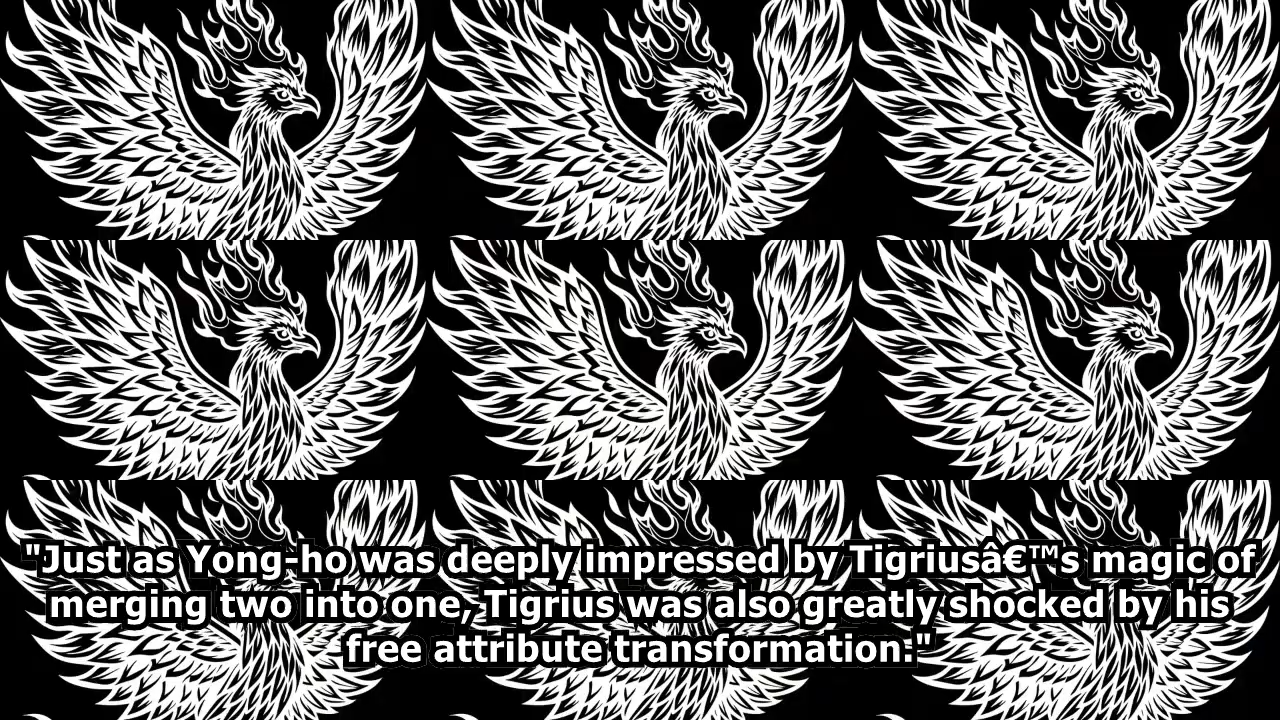 "Just as Yong-ho was deeply impressed by Tigriusâ€™s magic of
merging two into one, Tigrius was also greatly shocked by his
free attribute transformation."